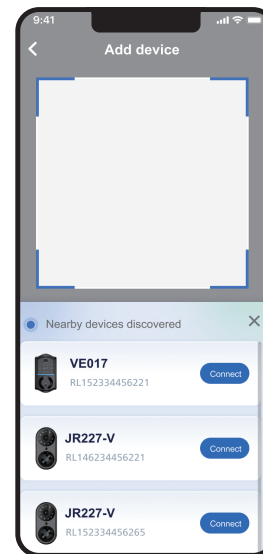 9:41
Add device
Nearby devices discovered
VE017
RL152334456221
Connect
JR227-V
RL146234456221
Connect
JR227-V
RL152334456265
Connect